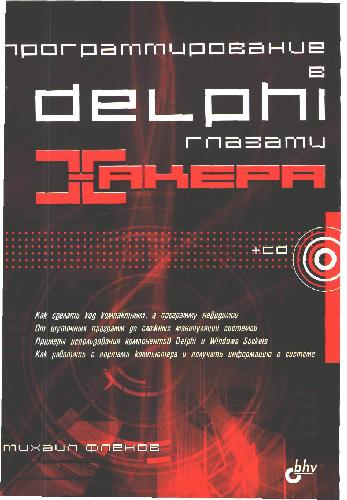 программирование
в
delphi
глазами
ХАКЕРА
+CD
Как сделать код компактнее, а программу невидимой
От шуточных программ до сложных манипуляций системой
Примеры использования компонентов Delphi и Windows Sockets
Как работать с портами компьютера и получать информацию о системе
михаил фленов
bhv